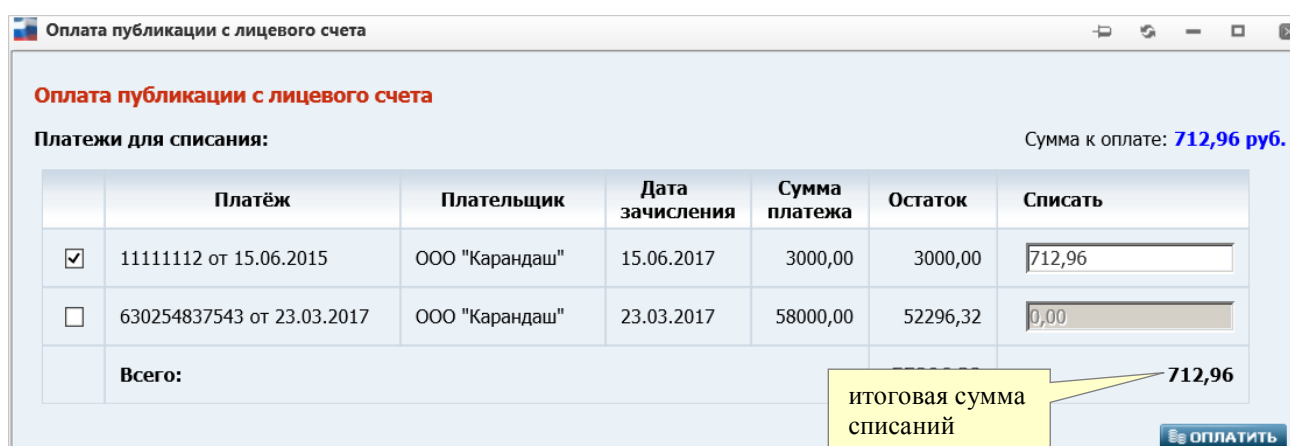 Оплата публикации с лицевого счета
Оплата публикации с лицевого счета
Платежи для списания: Сумма к оплате: 712,96 руб.
Платёж Плательщик Дата зачисления Сумма платежа Остаток Списать
11111112 от 15.06.2015 ООО "Карандаш" 15.06.2017 3000,00 3000,00 712,96
630254837543 от 23.03.2017 ООО "Карандаш" 23.03.2017 58000,00 52296,32 0,00
Всего: 712,96
итоговая сумма
списаний
ОПЛАТИТЬ